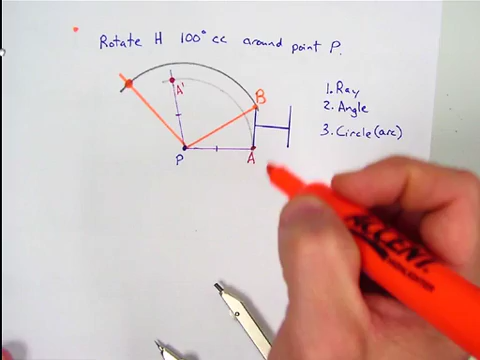 Rotate H 100° cc around point P.
1. Ray
2. Angle
3. Circle (arc)
A'
B
P
A
ACCENT